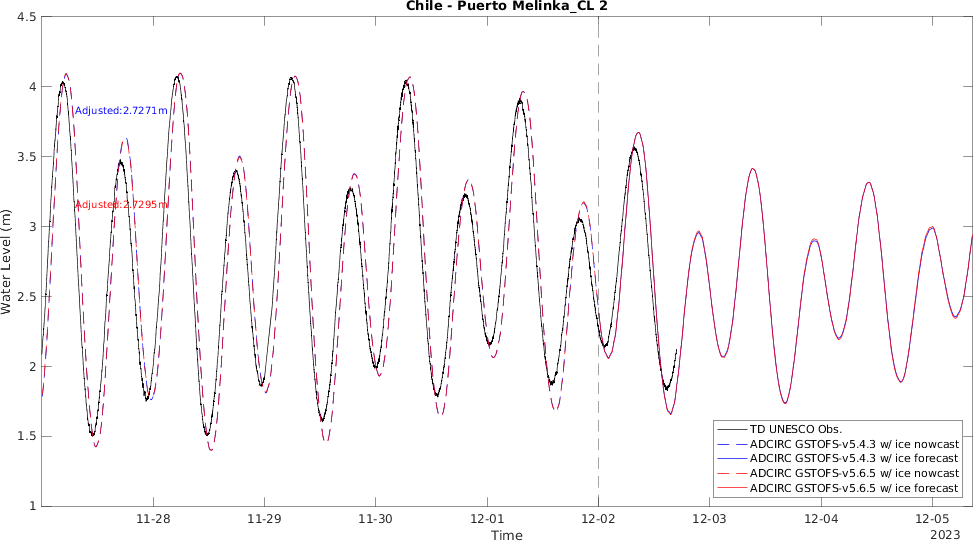 Chile - Puerto Melinka_CL 2
4.5
4
3.5
3
2.5
2
1.5
1
Water Level (m)
Adjusted:2.7271m
Adjusted:2.7295m
TD UNESCO Obs.
ADCIRC GSTOFS-v5.4.3 w/ ice nowcast
ADCIRC GSTOFS-v5.4.3 w/ ice forecast
ADCIRC GSTOFS-v5.6.5 w/ ice nowcast
ADCIRC GSTOFS-v5.6.5 w/ ice forecast
11-28 11-29 11-30 12-01 12-02 12-03 12-04 12-05
Time
2023